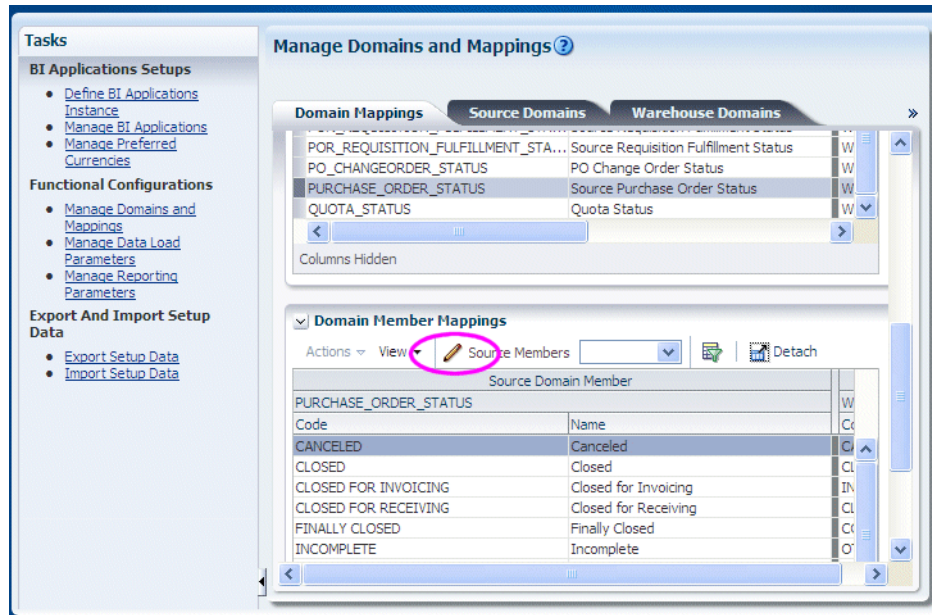 Tasks
BI Applications Setups
Define BI Applications
Instance
Manage BI Applications
Manage Preferred
Currencies
Functional Configurations
Manage Domains and
Mappings
Manage Data Load
Parameters
Manage Reporting
Parameters
Export And Import Setup
Data
Export Setup Data
Import Setup Data
Manage Domains and Mappings
Domain Mappings Source Domains Warehouse Domains
POR_REQUISITION_FULFILLMENT_STA... Source Requisition Fulfillment Status W
PO_CHANGEORDER_STATUS PO Change Order Status W
PURCHASE_ORDER_STATUS Source Purchase Order Status W
QUOTA_STATUS Quota Status W
Columns Hidden
Domain Member Mappings
Actions View Source Members Detach
Source Domain Member
PURCHASE_ORDER_STATUS W
Code Name
CANCELED Canceled
CLOSED Closed CL
CLOSED FOR INVOICING Closed for Invoicing IN
CLOSED FOR RECEIVING Closed for Receiving CL
FINALLY CLOSED Finally Closed
INCOMPLETE Incomplete